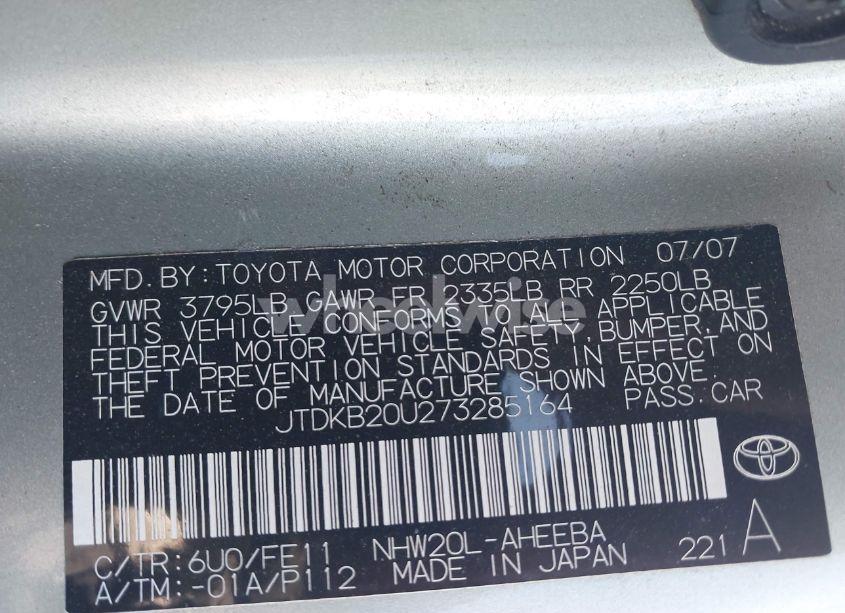 MFD. BY: TOYOTA MOTOR CORPORATION 07/07
GVWR 3795LB GAWR FR 2335LB RR 2250LB
THIS VEHICLE CONFORMS TO ALL APPLICABLE
FEDERAL MOTOR VEHICLE SAFETY, BUMPER, AND
THEFT PREVENTION STANDARDS IN EFFECT ON
THE DATE OF MANUFACTURE SHOWN ABOVE.
JTDKB20U273285164 PASS.CAR
C/TR: 6U0/FE11 NHW20L-AHEEBA
A/TM: -01A/P112 MADE IN JAPAN 221 A
wheelwise